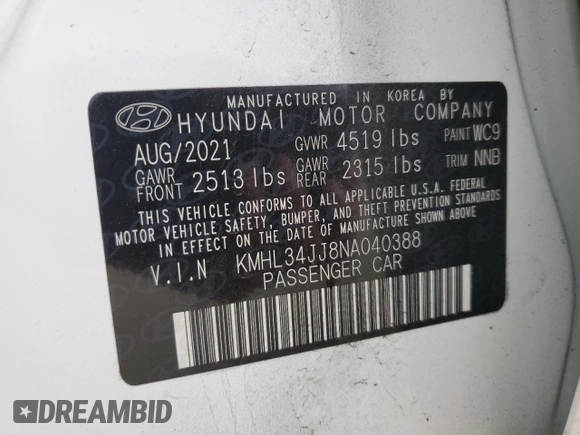 MANUFACTURED IN KOREA BY
HYUNDAI MOTOR COMPANY
AUG/2021 GVWR 4519 lbs PAINT WC9
GAWR FRONT 2513 lbs GAWR REAR 2315 lbs TRIM NNB
THIS VEHICLE CONFORMS TO ALL APPLICABLE U.S.A. FEDERAL
MOTOR VEHICLE SAFETY, BUMPER, AND THEFT PREVENTION STANDARDS
IN EFFECT ON THE DATE OF MANUFACTURE SHOWN ABOVE.
V.I.N KMHL34JJ8NA040388
PASSENGER CAR
DREAMBID